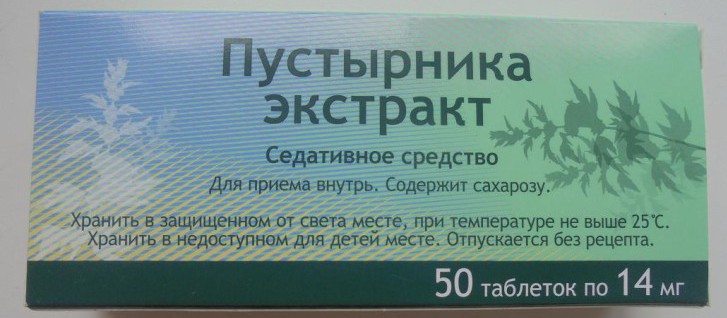 Пустырника
экстракт
Седативное средство
Для приема внутрь. Содержит сахарозу.
Хранить в защищенном от света месте, при температуре не выше 25°С.
Хранить в недоступном для детей месте. Отпускается без рецепта.
50 таблеток по 14 мг